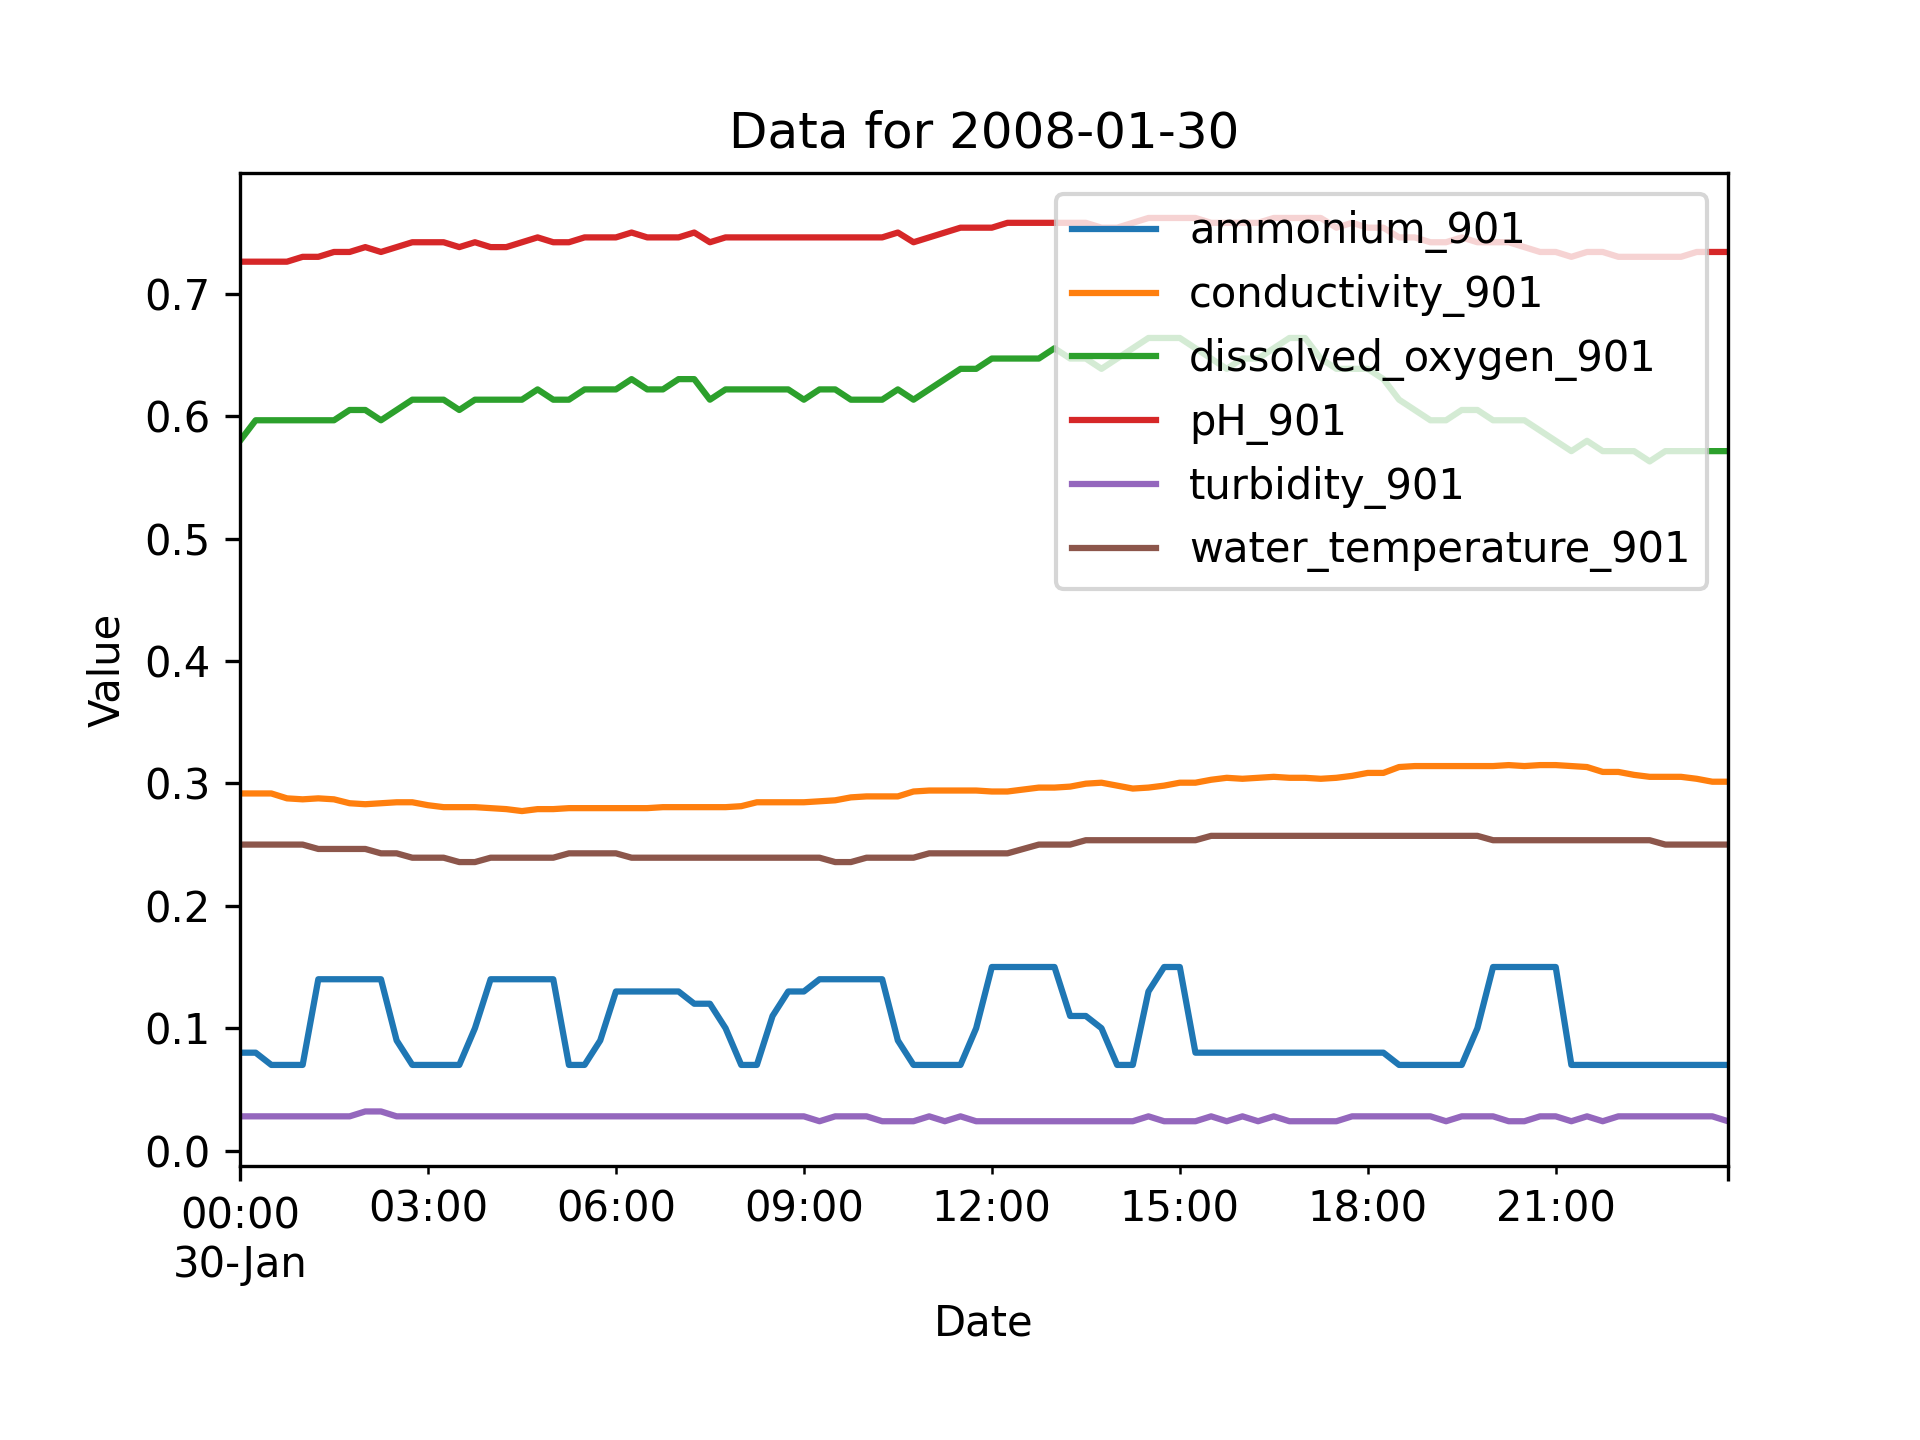 Data for 2008-01-30
ammonium_901
conductivity_901
dissolved_oxygen_901
pH_901
turbidity_901
water_temperature_901
Value
0.7
0.6
0.5
0.4
0.3
0.2
0.1
0.0
00:00 03:00 06:00 09:00 12:00 15:00 18:00 21:00
30-Jan
Date